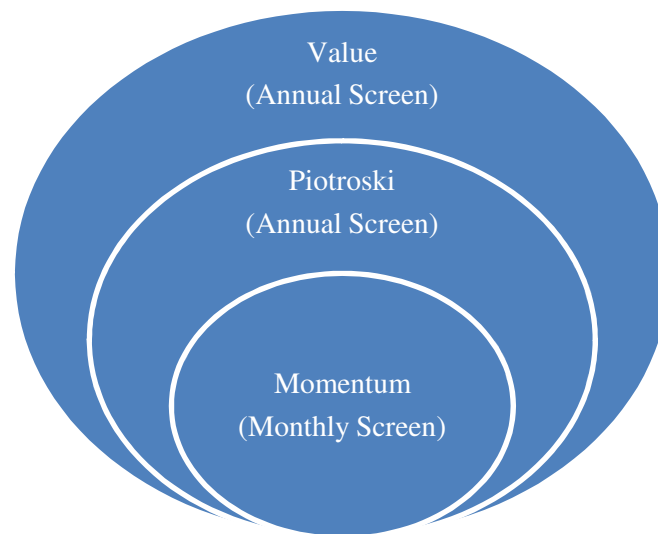 Value
(Annual Screen)
Piotroski
(Annual Screen)
Momentum
(Monthly Screen)